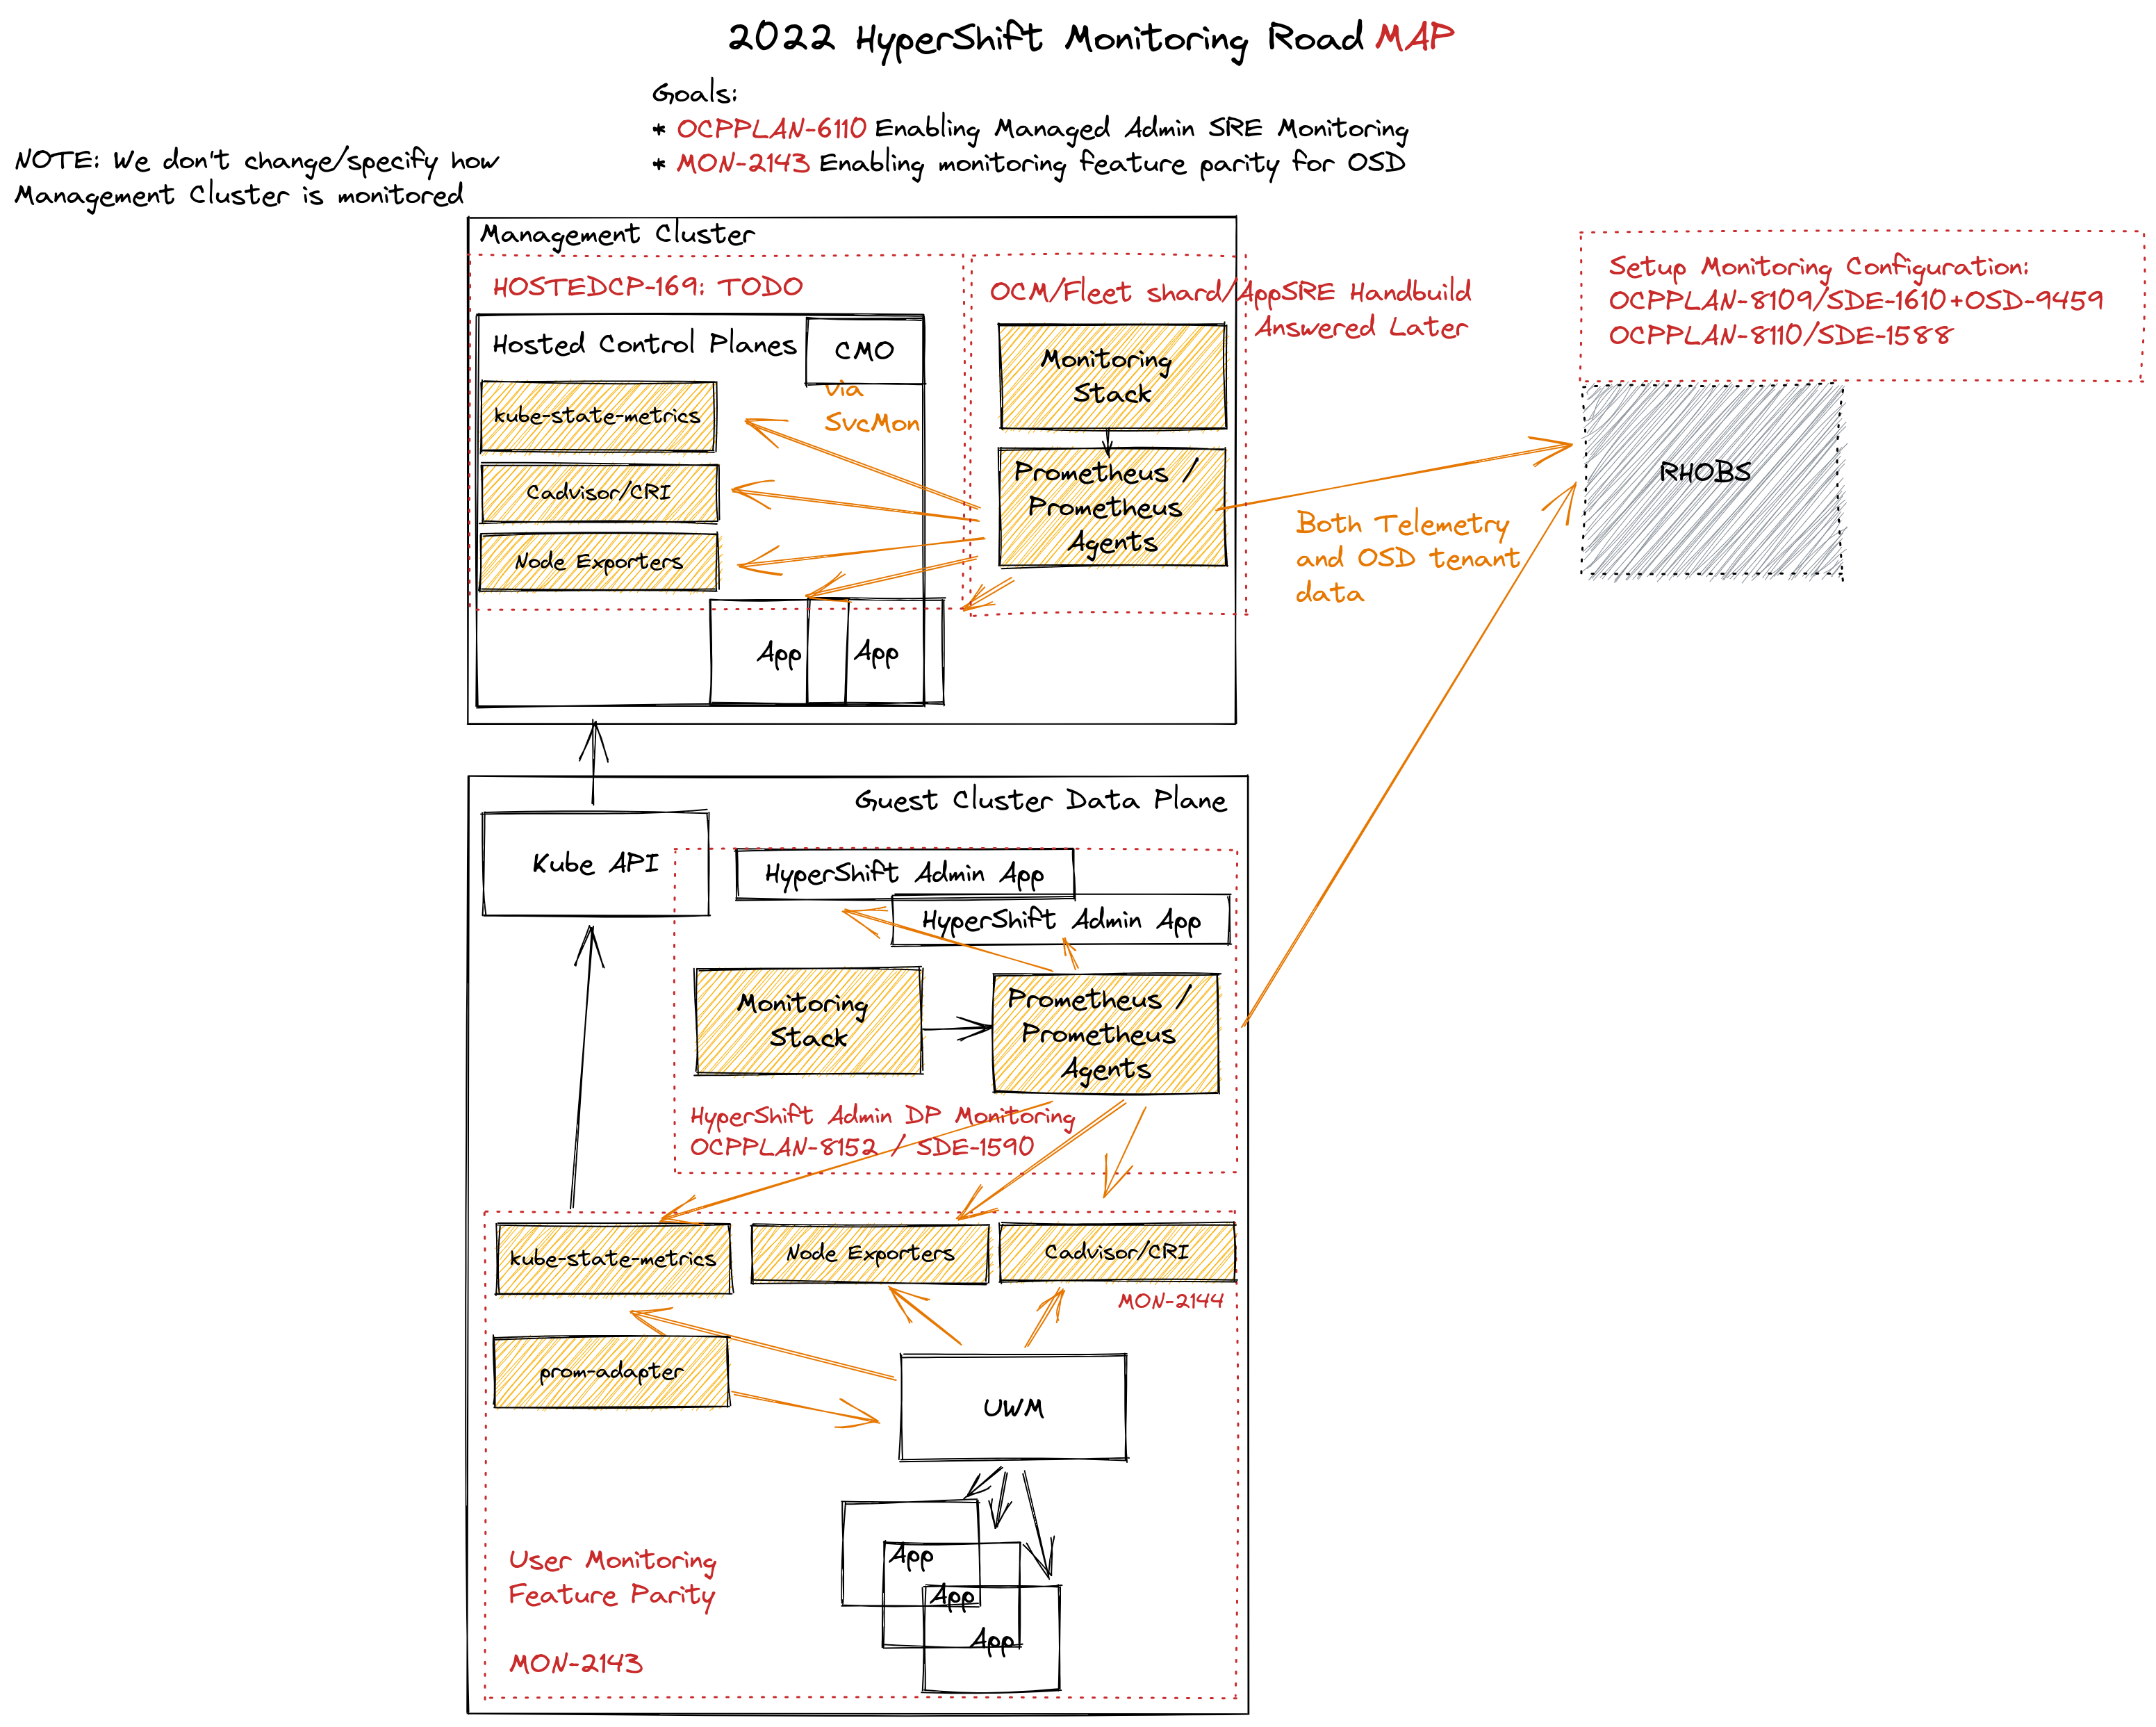 2022 HyperShift Monitoring Road MAP
Goals:
* OCPPLAN-6110 Enabling Managed Admin SRE Monitoring
* MON-2143 Enabling monitoring feature parity for OSD
NOTE: We don't change/specify how
Management Cluster is monitored
Management Cluster
HOSTEDCP-169: TODO
OCM/Fleet shard/AppSRE Handbuild
Answered Later
Setup Monitoring Configuration:
OCPPLAN-8109/SDE-1610+OSD-9459
OCPPLAN-8110/SDE-1588
Hosted Control Planes
CMO
via
SvcMon
kube-state-metrics
Cadvisor/CRI
Node Exporters
Monitoring
Stack
Prometheus /
Prometheus
Agents
RHOBS
Both Telemetry
and OSD tenant
data
App
App
Guest Cluster Data Plane
Kube API
HyperShift Admin App
HyperShift Admin App
Monitoring
Stack
Prometheus /
Prometheus
Agents
HyperShift Admin DP Monitoring
OCPPLAN-8152 / SDE-1590
kube-state-metrics
Node Exporters
Cadvisor/CRI
MON-2144
prom-adapter
UWM
App
App
App
User Monitoring
Feature Parity
MON-2143